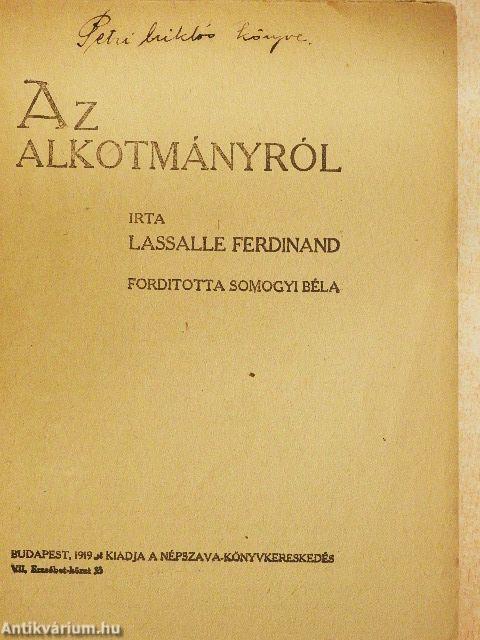 Petri Miklós könyve.
AZ
ALKOTMÁNYRÓL
IRTA
LASSALLE FERDINAND
FORDITOTTA SOMOGYI BÉLA
BUDAPEST, 1919 KIADJA A NÉPSZAVA-KÖNYVKERESKEDÉS
VII, Erzsébet-körut 35
Antikvárium.hu